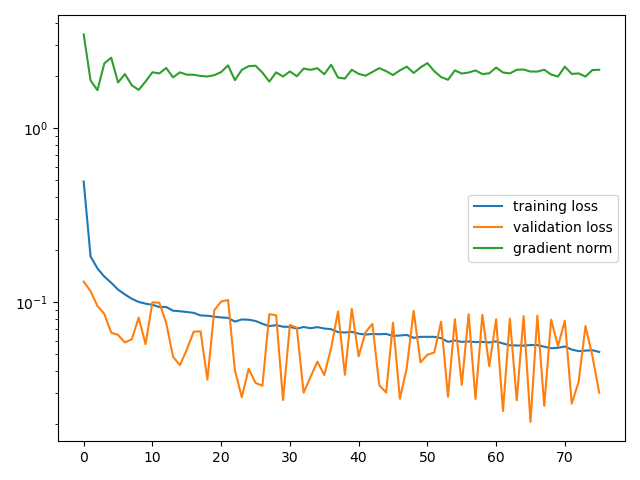 10⁰
10⁻¹
training loss
validation loss
gradient norm
0 10 20 30 40 50 60 70